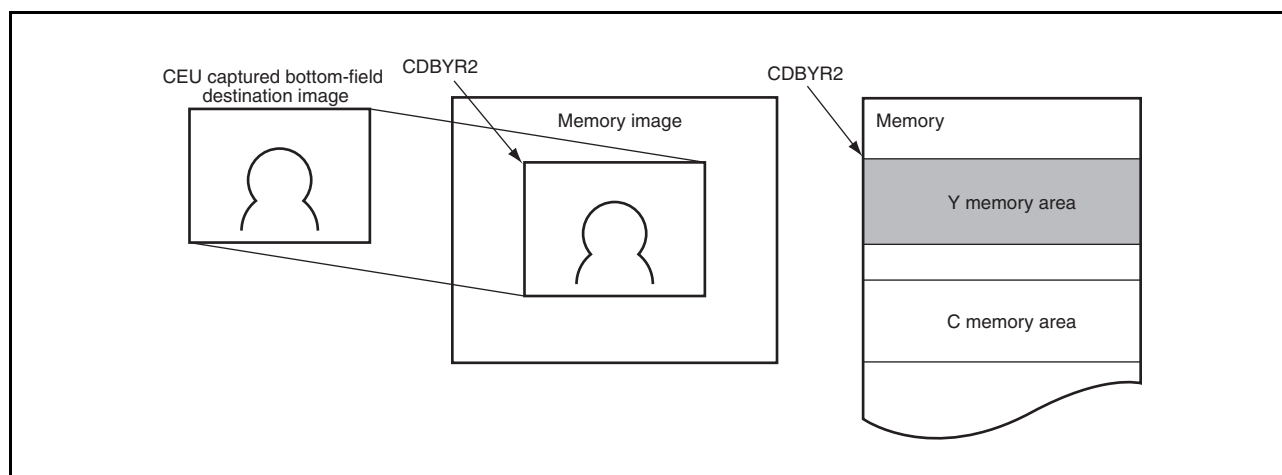 CEU captured bottom-field
destination image
CDBYR2
Memory image
CDBYR2
Memory
Y memory area
C memory area